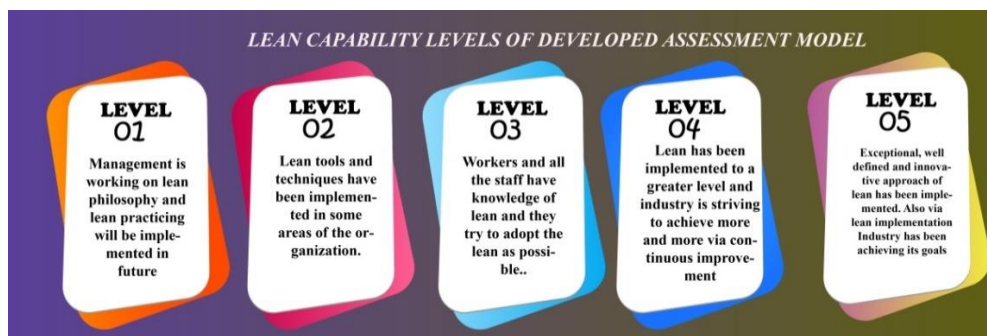 LEAN CAPABILITY LEVELS OF DEVELOPED ASSESSMENT MODEL
LEVEL
01
Management is
working on lean
philosophy and
lean practicing
will be imple-
mented in
future
LEVEL
02
Lean tools and
techniques have
been implemen-
ted in some
areas of the or-
ganization.
LEVEL
03
Workers and all
the staff have
knowledge of
lean and they
try to adopt the
lean as possi-
ble..
LEVEL
04
Lean has been
implemented to a
greater level and
industry is striving
to achieve more
and more via con-
tinuous improve-
ment
LEVEL
05
Exceptional, well
defined and innova-
tive approach of
lean has been imple-
mented. Also via
lean implementation
Industry has been
achieving its goals